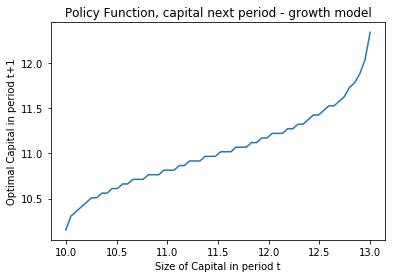 Policy Function, capital next period - growth model
Optimal Capital in period t+1
12.0
11.5
11.0
10.5
10.0 10.5 11.0 11.5 12.0 12.5 13.0
Size of Capital in period t